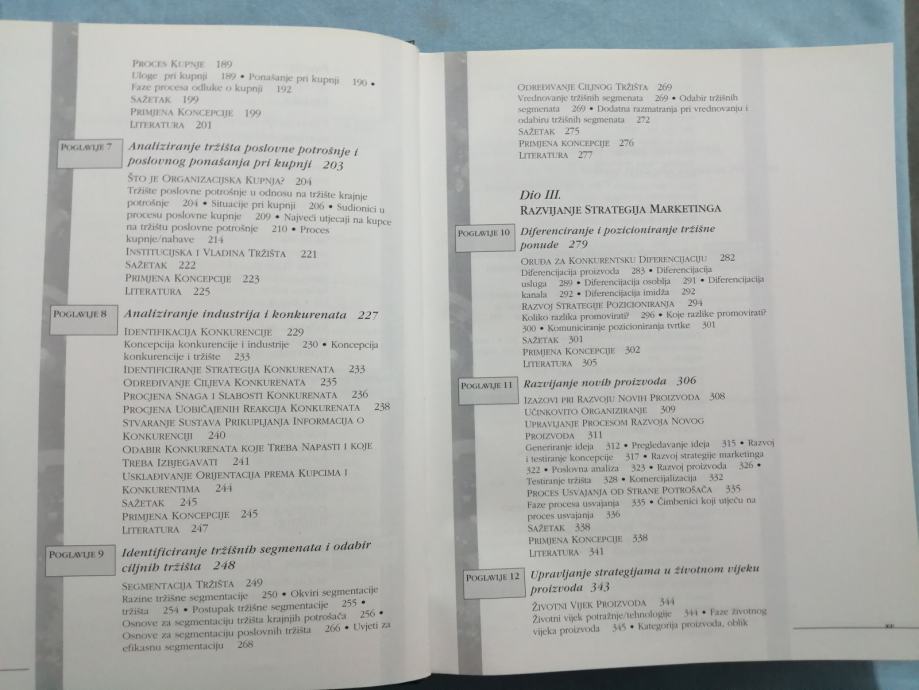 PROCES KUPNJE 189
Uloge pri kupnji 189 • Ponašanje pri kupnji 190 •
Faze procesa odluke o kupnji 192
SAŽETAK 199
PRIMJENA KONCEPCIJE 199
LITERATURA 201
POGLAVLJE 7
Analiziranje tržišta poslovne potrošnje i
poslovnog ponašanja pri kupnji 203
ŠTO JE ORGANIZACIJSKA KUPNJA? 204
Tržište poslovne potrošnje u odnosu na tržište krajnje
potrošnje 204 • Situacije pri kupnji 206 • Sudionici u
procesu poslovne kupnje 209 • Najveći utjecaji na kupce
na tržištu poslovne potrošnje 210 • Proces
kupnje/nabave 214
INSTITUCIJSKA I VLADINA TRŽIŠTA 221
SAŽETAK 222
PRIMJENA KONCEPCIJE 223
LITERATURA 225
POGLAVLJE 8
Analiziranje industrija i konkurenata 227
IDENTIFIKACIJA KONKURENCIJE 229
Koncepcija konkurencije i industrije 230 • Koncepcija
konkurencije i tržište 233
IDENTIFICIRANJE STRATEGIJA KONKURENATA 233
ODREĐIVANJE CILJEVA KONKURENATA 235
PROCJENA SNAGA I SLABOSTI KONKURENATA 236
PROCJENA UOBIČAJENIH REAKCIJA KONKURENATA 238
STVARANJE SUSTAVA PRIKUPLJANJA INFORMACIJA O
KONKURENCIJI 240
ODABIR KONKURENATA KOJE TREBA NAPASTI I KOJE
TREBA IZBJEGAVATI 241
USKLAĐIVANJE ORIJENTACIJA PREMA KUPCIMA I
KONKURENTIMA 244
SAŽETAK 245
PRIMJENA KONCEPCIJE 245
LITERATURA 247
POGLAVLJE 9
Identificiranje tržišnih segmenata i odabir
ciljnih tržišta 248
SEGMENTACIJA TRŽIŠTA 249
Razine tržišne segmentacije 250 • Okviri segmentacije
tržišta 254 • Postupak tržišne segmentacije 255 •
Osnove za segmentaciju tržišta krajnjih potrošača 256 •
Osnove za segmentaciju poslovnih tržišta 266 • Uvjeti za
efikasnu segmentaciju 268
ODREĐIVANJE CILJNOG TRŽIŠTA 269
Vrednovanje tržišnih segmenata 269 • Odabir tržišnih
segmenata 269 • Dodatna razmatranja pri vrednovanju i
odabiru tržišnih segmenata 272
SAŽETAK 275
PRIMJENA KONCEPCIJE 276
LITERATURA 277
Dio III.
RAZVIJANJE STRATEGIJA MARKETINGA
POGLAVLJE 10
Diferenciranje i pozicioniranje tržišne
ponude 279
ORUĐA ZA KONKURENTSKU DIFERENCIJACIJU 282
Diferencijacija proizvoda 283 • Diferencijacija
usluga 289 • Diferencijacija osoblja 291 • Diferencijacija
kanala 292 • Diferencijacija imidža 292
RAZVOJ STRATEGIJE POZICIONIRANJA 294
Koliko razlika promovirati? 296 • Koje razlike promovirati?
300 • Komuniciranje pozicioniranja tvrtke 301
SAŽETAK 301
PRIMJENA KONCEPCIJE 302
LITERATURA 305
POGLAVLJE 11
Razvijanje novih proizvoda 306
IZAZOVI PRI RAZVOJU NOVIH PROIZVODA 308
UČINKOVITO ORGANIZIRANJE 309
UPRAVLJANJE PROCESOM RAZVOJA NOVOG
PROIZVODA 311
Generiranje ideja 312 • Pregledavanje ideja 315 • Razvoj
i testiranje koncepcije 317 • Razvoj strategije marketinga
322 • Poslovna analiza 323 • Razvoj proizvoda 326 •
Testiranje tržišta 328 • Komercijalizacija 332
PROCES USVAJANJA OD STRANE POTROŠAČA 335
Faze procesa usvajanja 335 • Čimbenici koji utječu na
proces usvajanja 336
SAŽETAK 338
PRIMJENA KONCEPCIJE 338
LITERATURA 341
POGLAVLJE 12
Upravljanje strategijama u životnom vijeku
proizvoda 343
ŽIVOTNI VIJEK PROIZVODA 344
Životni vijek potražnje/tehnologije 344 • Faze životnog
vijeka proizvoda 345 • Kategorija proizvoda, oblik